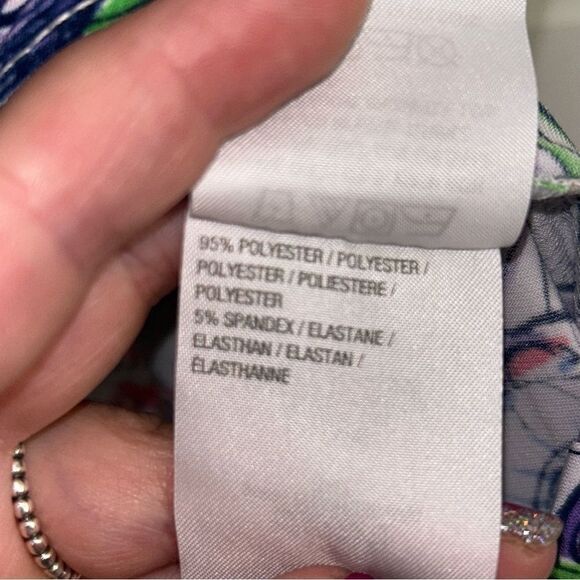 95% POLYESTER / POLYESTER /
POLYESTER / POLIESTERE /
POLYESTER
5% SPANDEX / ELASTANE /
ELASTHAN / ELASTAN /
ÉLASTHANNE